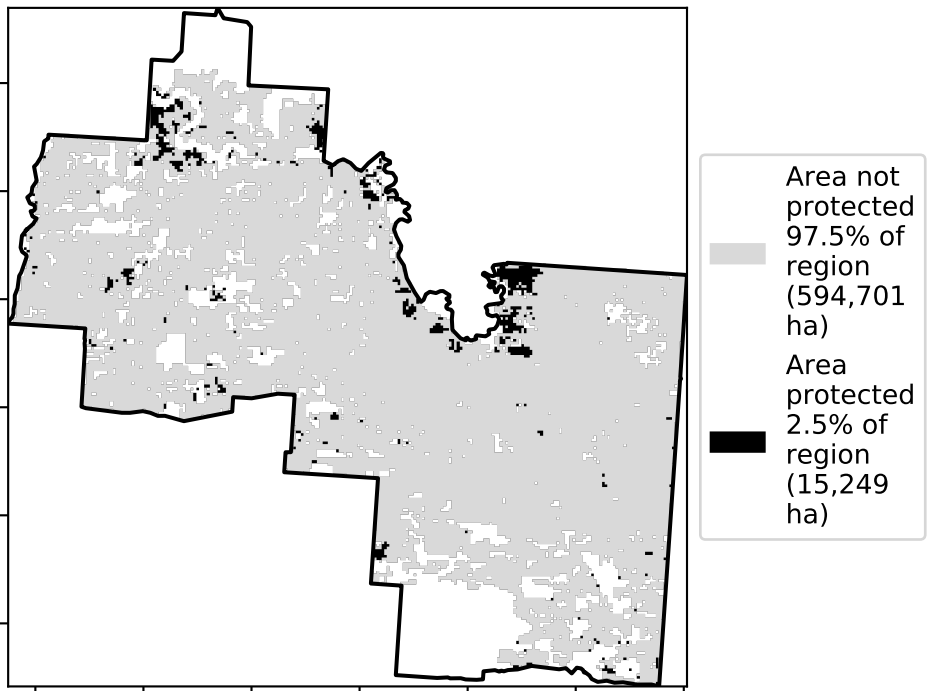 Area not
protected
97.5% of
region
(594,701
ha)
Area
protected
2.5% of
region
(15,249
ha)